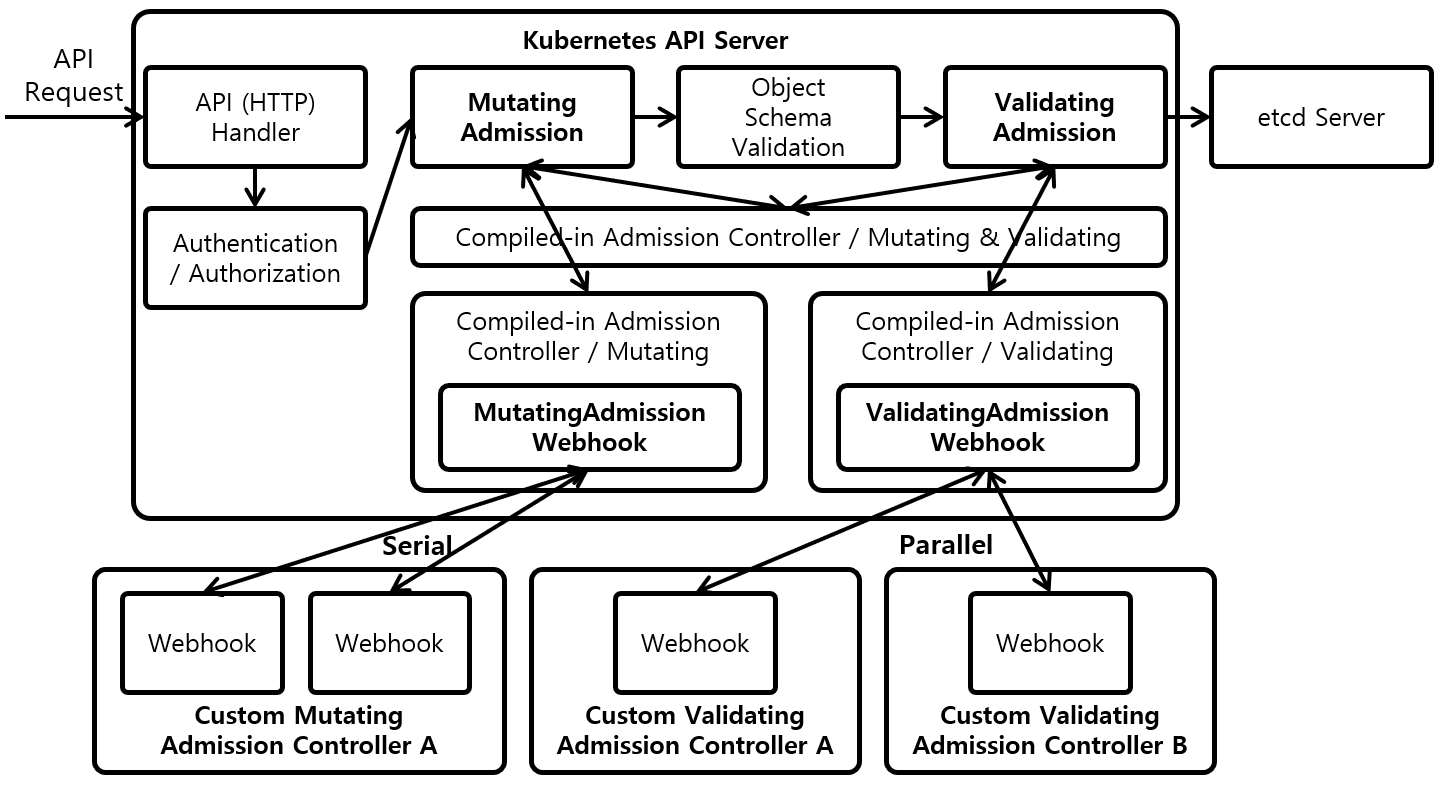 Kubernetes API Server
API
Request
API (HTTP)
Handler
Mutating
Admission
Object
Schema
Validation
Validating
Admission
etcd Server
Authentication
/ Authorization
Compiled-in Admission Controller / Mutating & Validating
Compiled-in Admission
Controller / Mutating
Compiled-in Admission
Controller / Validating
MutatingAdmission
Webhook
ValidatingAdmission
Webhook
Serial
Parallel
Webhook
Webhook
Webhook
Webhook
Custom Mutating
Admission Controller A
Custom Validating
Admission Controller A
Custom Validating
Admission Controller B